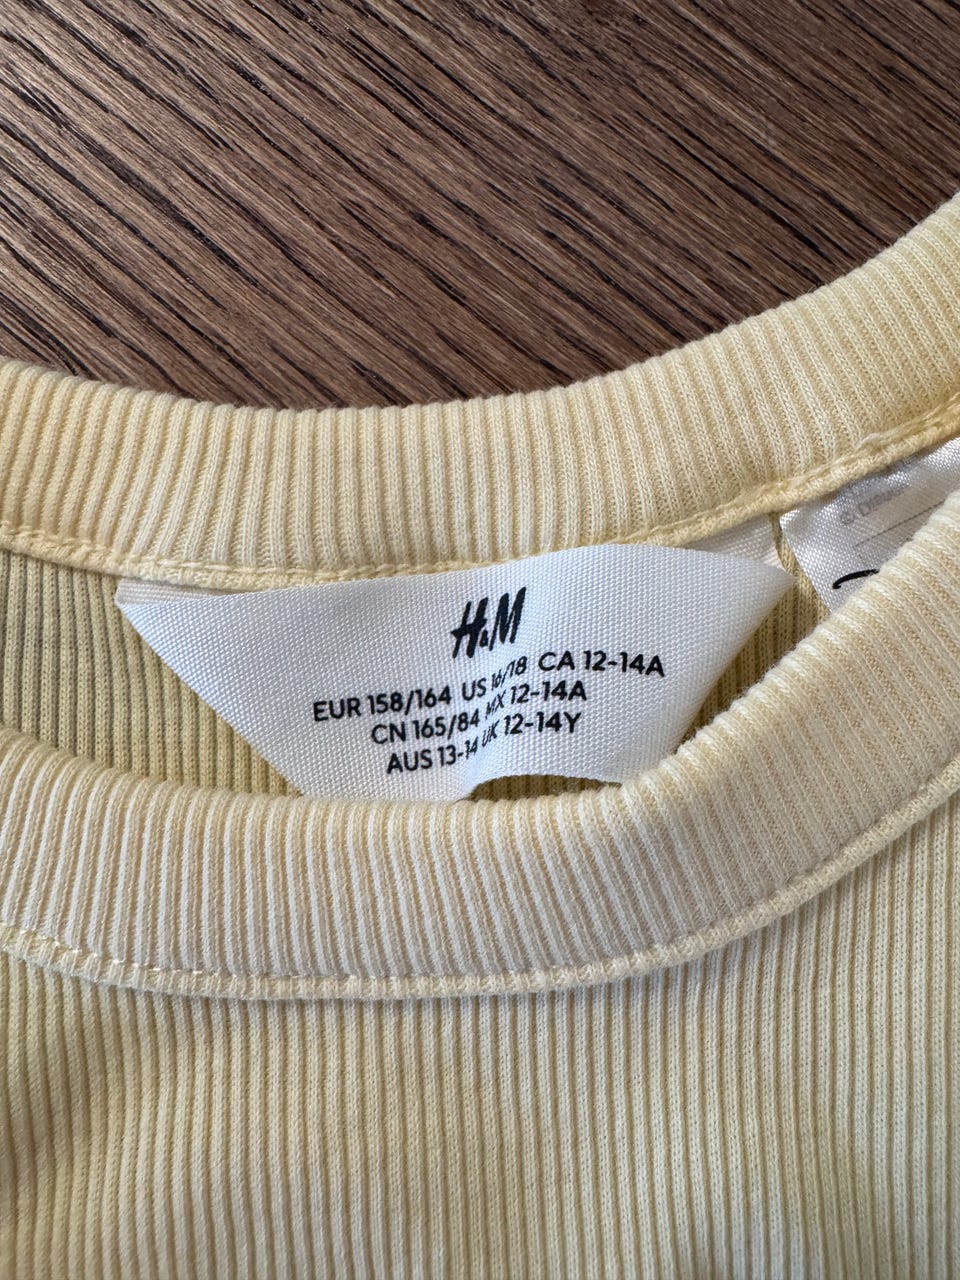 H&M
EUR 158/164 US 16/18 CA 12-14A
CN 165/84 MX 12-14A
AUS 13-14 UK 12-14Y